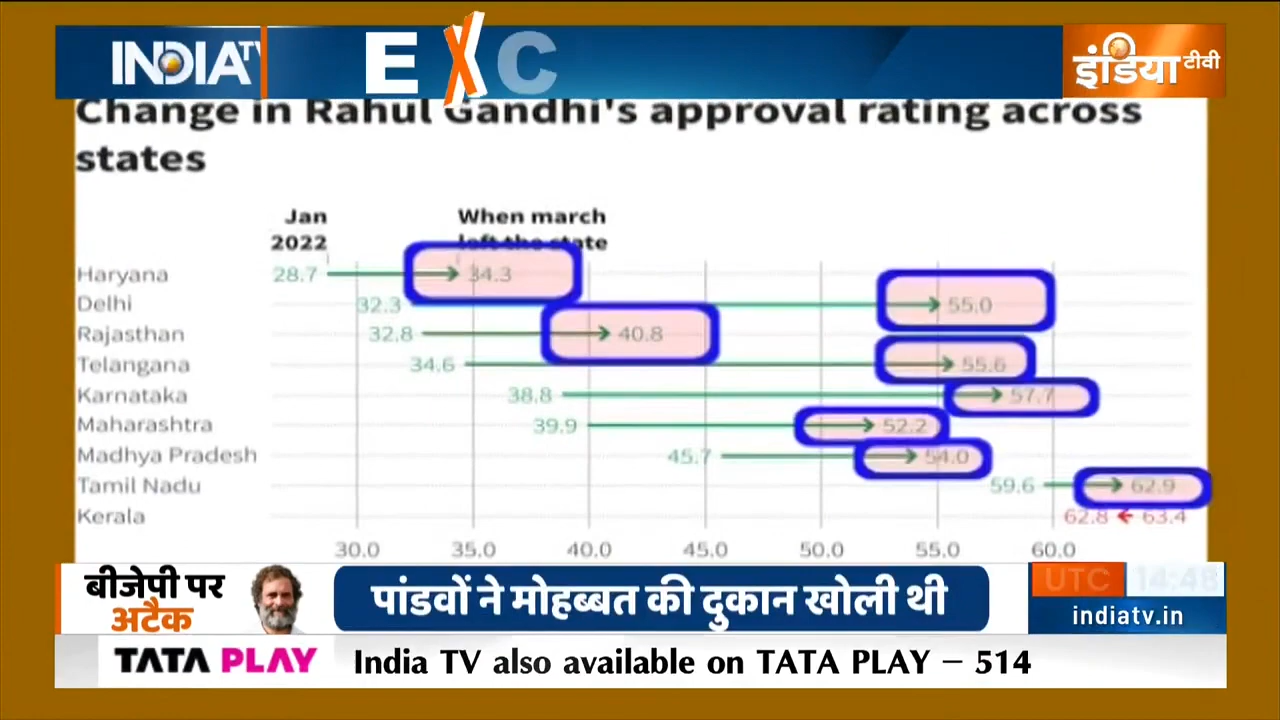 INDIA TV
EXC
इंडिया टीवी
Change in Rahul Gandhi's approval rating across
states
Jan
2022
When march
left the state
Haryana 28.7 34.3
Delhi 32.3 55.0
Rajasthan 32.8 40.8
Telangana 34.6 55.6
Karnataka 38.8 57.7
Maharashtra 39.9 52.2
Madhya Pradesh 45.7 54.0
Tamil Nadu 59.6 62.9
Kerala 62.8 63.4
30.0 35.0 40.0 45.0 50.0 55.0 60.0
बीजेपी पर
अटैक
पांडवों ने मोहब्बत की दुकान खोली थी
UTC 14:48
indiatv.in
TATA PLAY India TV also available on TATA PLAY – 514